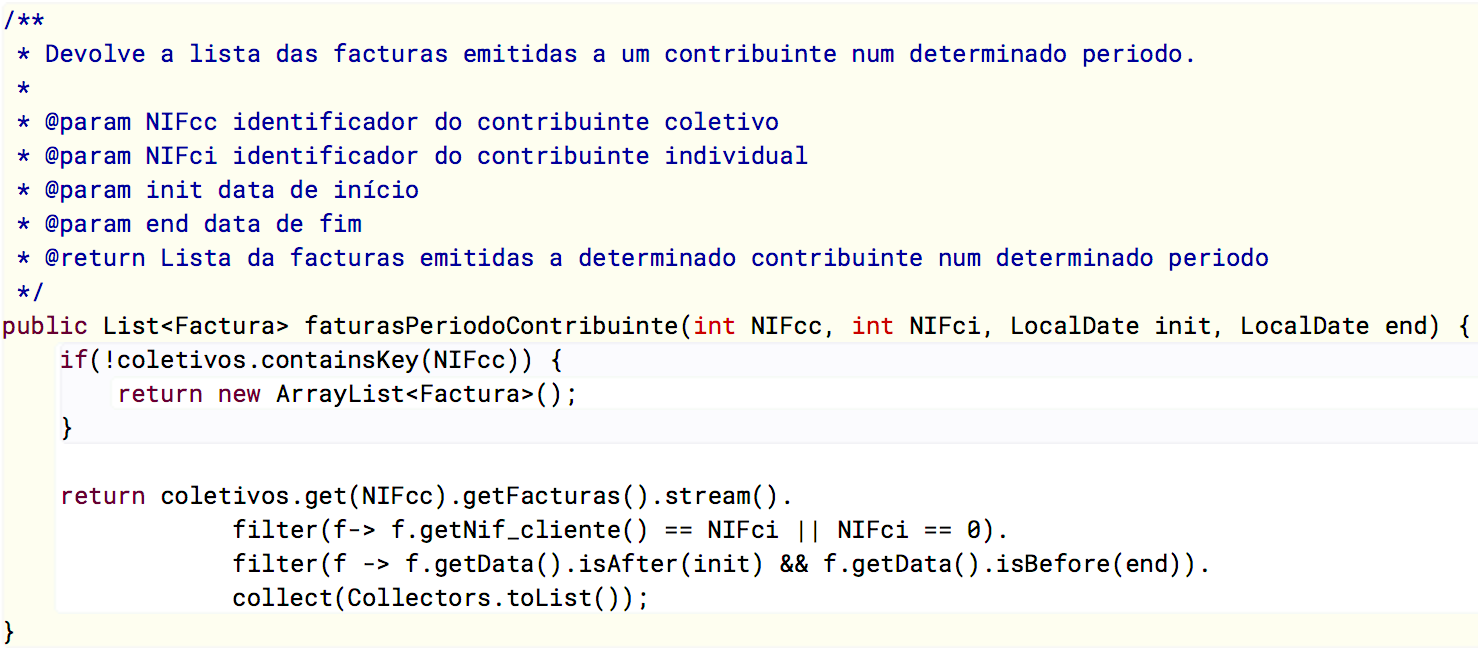 /**
 * Devolve a lista das facturas emitidas a um contribuinte num determinado periodo.
 *
 * @param NIFcc identificador do contribuinte coletivo
 * @param NIFci identificador do contribuinte individual
 * @param init data de início
 * @param end data de fim
 * @return Lista da facturas emitidas a determinado contribuinte num determinado periodo
 */
public List<Factura> faturasPeriodoContribuinte(int NIFcc, int NIFci, LocalDate init, LocalDate end) {
    if(!coletivos.containsKey(NIFcc)) {
        return new ArrayList<Factura>();
    }

    return coletivos.get(NIFcc).getFacturas().stream().
                filter(f-> f.getNif_cliente() == NIFci || NIFci == 0).
                filter(f -> f.getData().isAfter(init) && f.getData().isBefore(end)).
                collect(Collectors.toList());
}